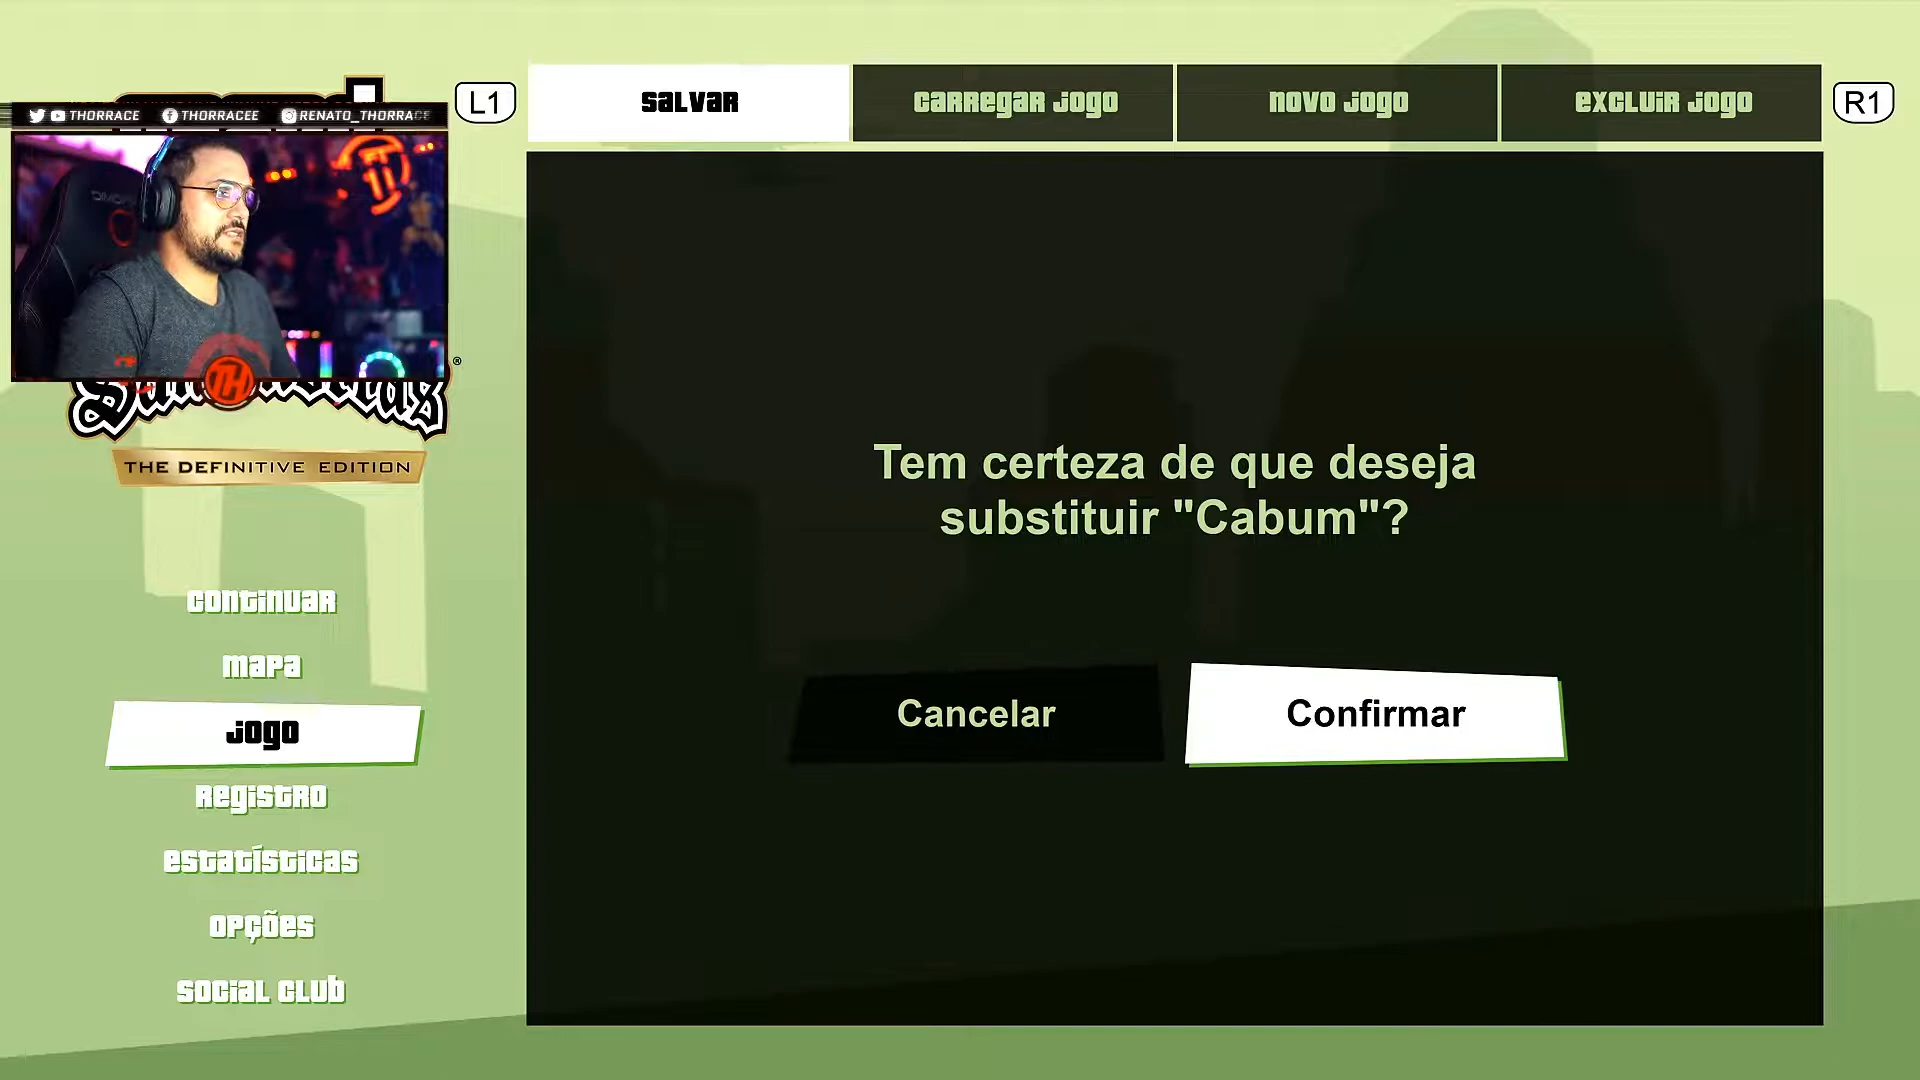 THORRACE THORRACEE RENATO_THORRACE
L1
SALVAR
CARREGAR JOGO
NOVO JOGO
EXCLUIR JOGO
R1
THE DEFINITIVE EDITION
Tem certeza de que deseja
substituir "Cabum"?
Cancelar
Confirmar
CONTINUAR
MAPA
JOGO
REGISTRO
ESTATÍSTICAS
OPÇÕES
SOCIAL CLUB